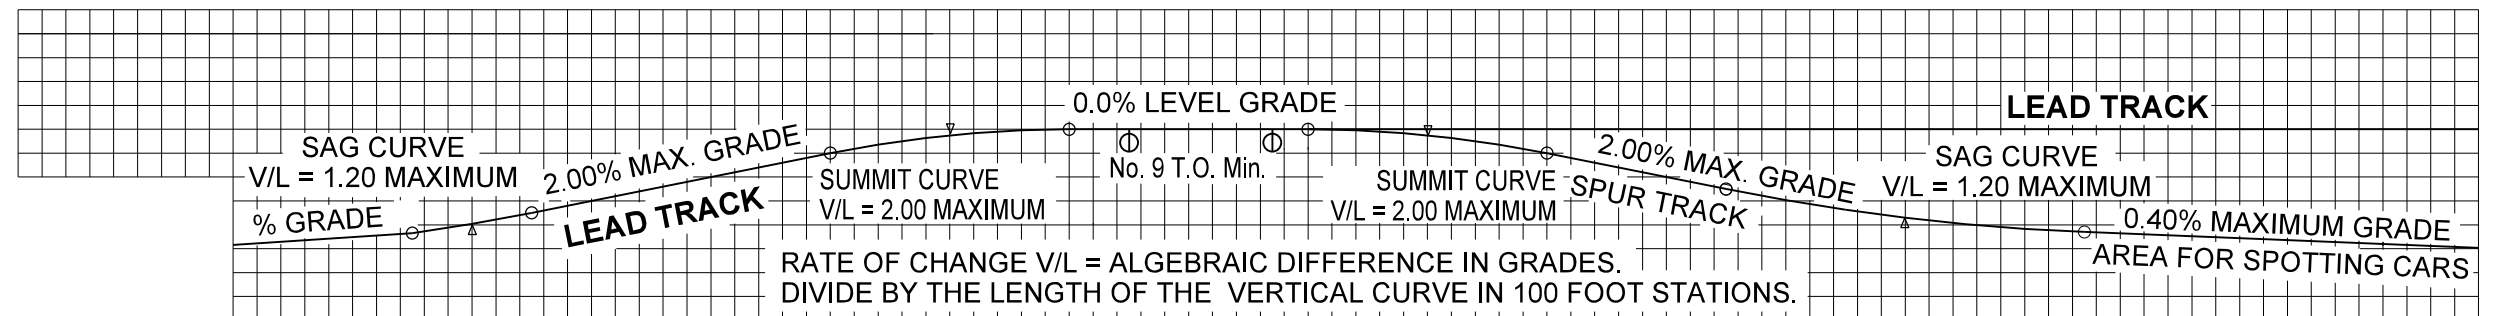 SAG CURVE
V/L = 1.20 MAXIMUM
% GRADE
2.00% MAX. GRADE
LEAD TRACK
SUMMIT CURVE
V/L = 2.00 MAXIMUM
0.0% LEVEL GRADE
No. 9 T.O. Min.
SUMMIT CURVE
V/L = 2.00 MAXIMUM
2.00% MAX. GRADE
SPUR TRACK
LEAD TRACK
SAG CURVE
V/L = 1.20 MAXIMUM
0.40% MAXIMUM GRADE
AREA FOR SPOTTING CARS
RATE OF CHANGE V/L = ALGEBRAIC DIFFERENCE IN GRADES.
DIVIDE BY THE LENGTH OF THE VERTICAL CURVE IN 100 FOOT STATIONS.